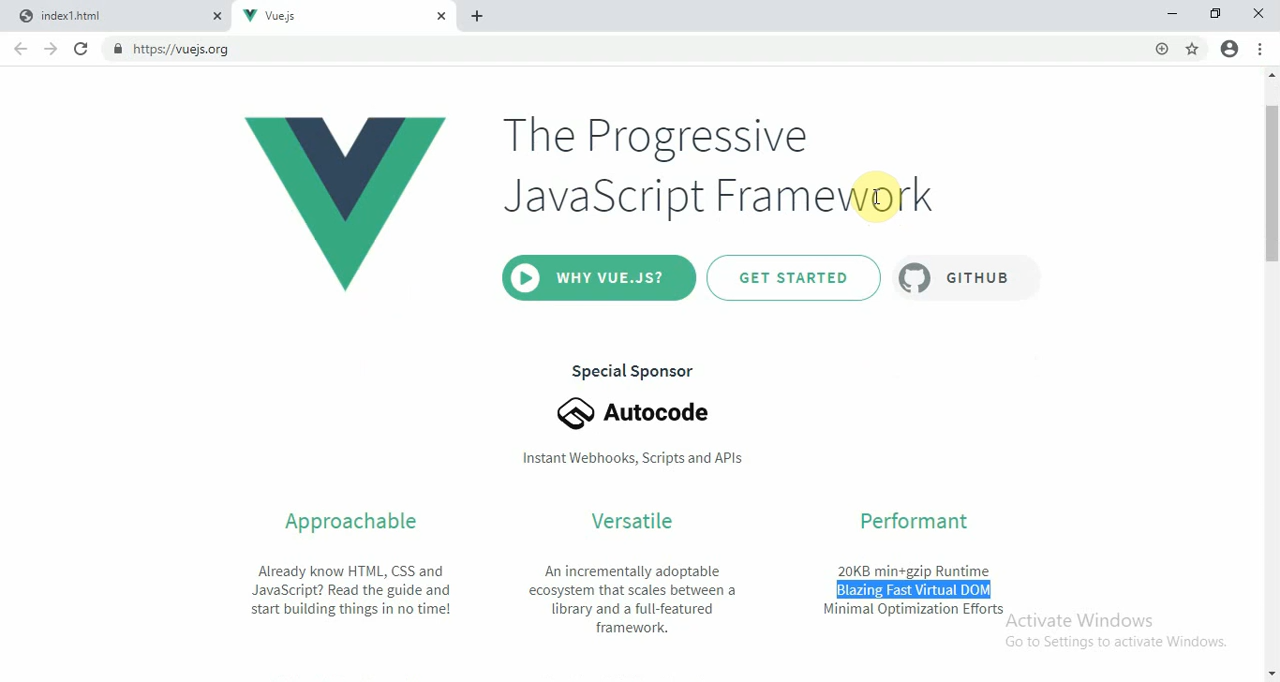 index1.html
Vue.js
https://vuejs.org
The Progressive
JavaScript Framework
WHY VUE.JS?
GET STARTED
GITHUB
Special Sponsor
Autocode
Instant Webhooks, Scripts and APIs
Approachable
Already know HTML, CSS and
JavaScript? Read the guide and
start building things in no time!
Versatile
An incrementally adoptable
ecosystem that scales between a
library and a full-featured
framework.
Performant
20KB min+gzip Runtime
Blazing Fast Virtual DOM
Minimal Optimization Efforts
Activate Windows
Go to Settings to activate Windows.